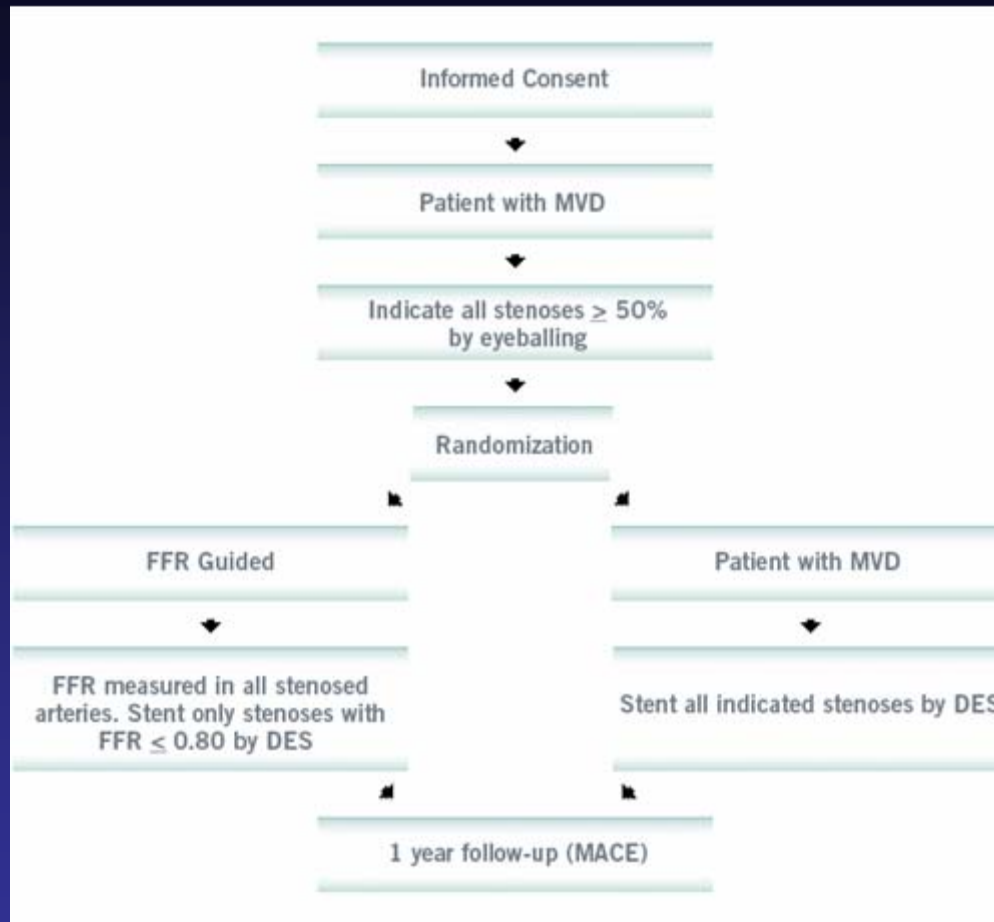 Informed Consent
Patient with MVD
Indicate all stenoses ≥ 50%
by eyeballing
Randomization
FFR Guided
Patient with MVD
FFR measured in all stenosed
arteries. Stent only stenoses with
FFR ≤ 0.80 by DES
Stent all indicated stenoses by DES
1 year follow-up (MACE)